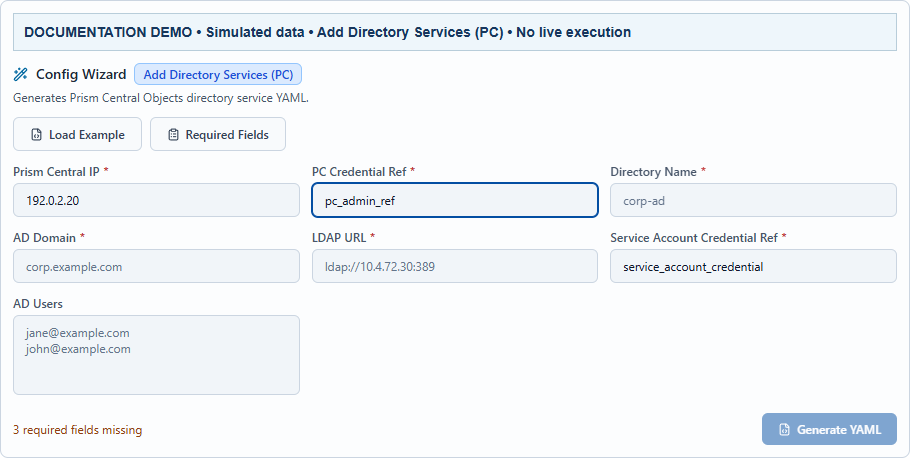 DOCUMENTATION DEMO • Simulated data • Add Directory Services (PC) • No live execution
Config Wizard Add Directory Services (PC)
Generates Prism Central Objects directory service YAML.
Load Example Required Fields
Prism Central IP * PC Credential Ref * Directory Name *
192.0.2.20 pc_admin_ref corp-ad
AD Domain * LDAP URL * Service Account Credential Ref *
corp.example.com ldap://10.4.72.30:389 service_account_credential
AD Users
jane@example.com
john@example.com
3 required fields missing Generate YAML